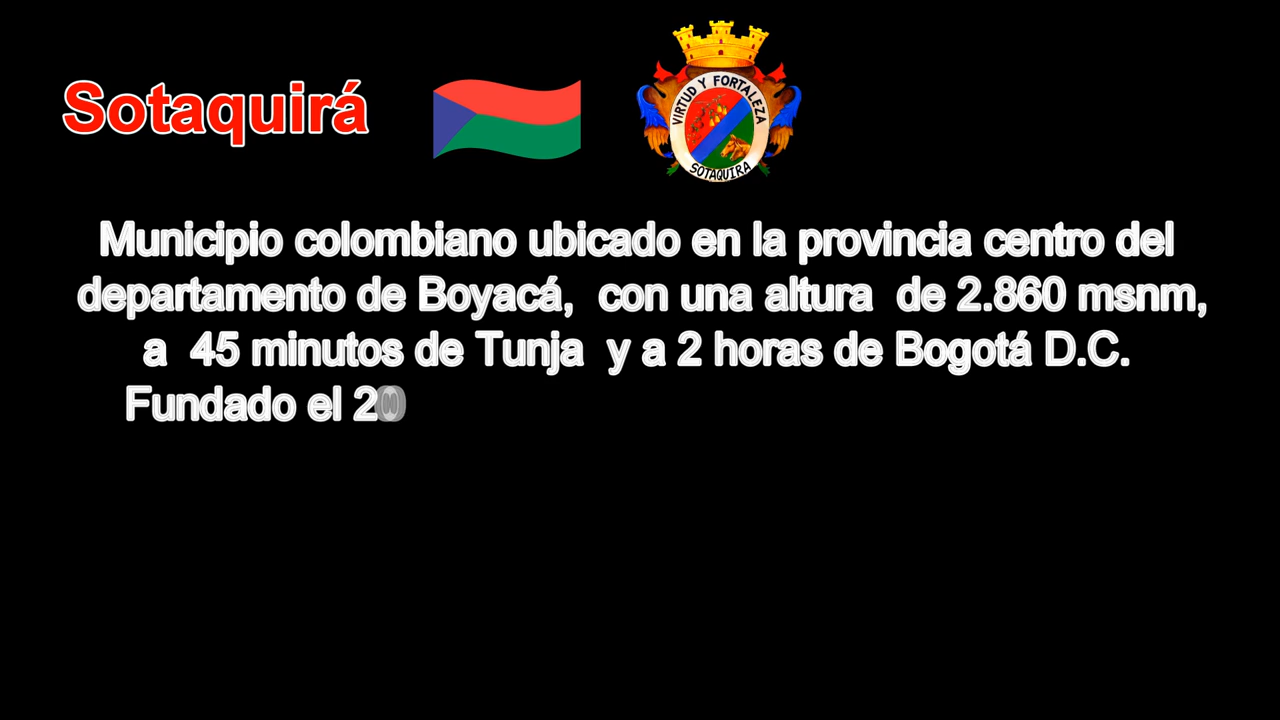 Sotaquirá
VIRTUD Y FORTALEZA
SOTAQUIRA
Municipio colombiano ubicado en la provincia centro del
departamento de Boyacá, con una altura de 2.860 msnm,
a 45 minutos de Tunja y a 2 horas de Bogotá D.C.
Fundado el 20